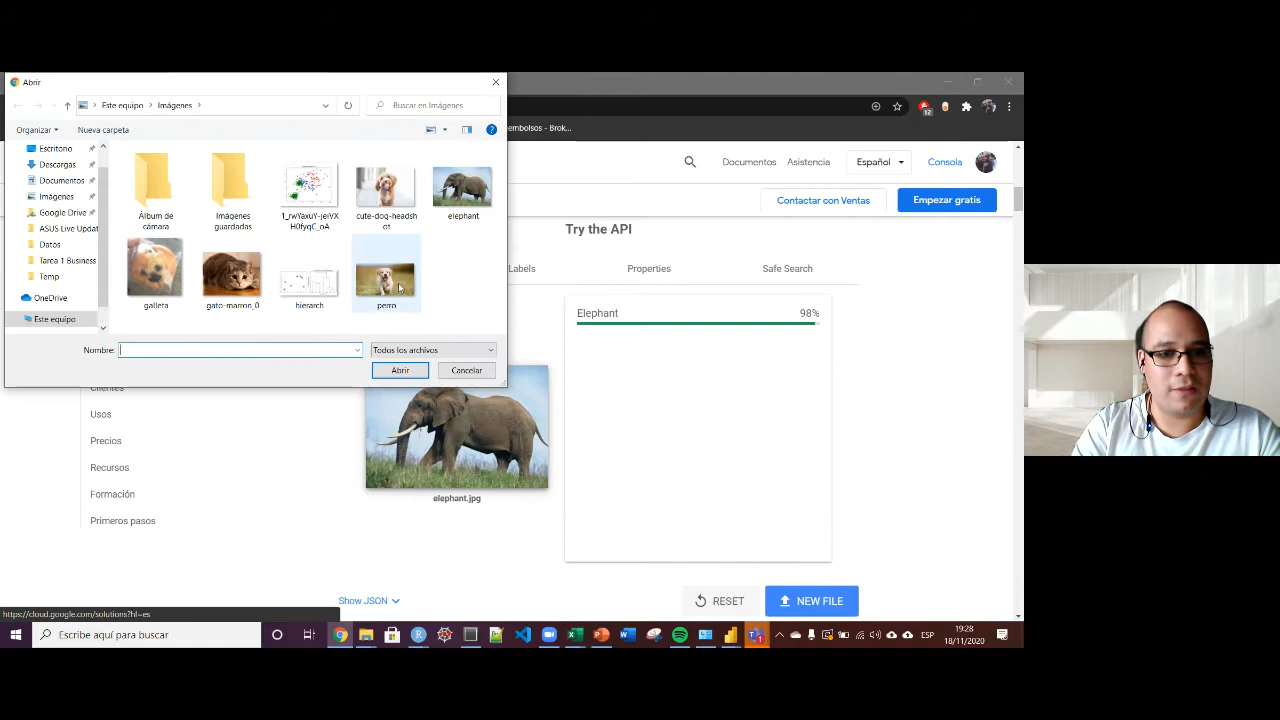 Abrir
Este equipo > Imágenes >
Buscar en Imágenes
Organizar
Nueva carpeta
Escritorio
Descargas
Documentos
Imágenes
Google Drive
ASUS Live Updat
Datos
Tarea 1 Business
Temp
OneDrive
Este equipo
Álbum de
cámara
Imágenes
guardadas
1_rwYaxuY-jeiVX
H0fyqC_oA
cute-dog-headsh
ot
elephant
galleta
gato-marron_0
hierarch
perro
Nombre:
Todos los archivos
Abrir
Cancelar
12
embolsos - Brok...
Documentos
Asistencia
Español
Consola
Contactar con Ventas
Empezar gratis
Try the API
Labels
Properties
Safe Search
Elephant
98%
Clientes
Usos
Precios
Recursos
Formación
Primeros pasos
elephant.jpg
Show JSON
RESET
NEW FILE
https://cloud.google.com/solutions?hl=es
Escribe aquí para buscar
ESP
19:28
18/11/2020